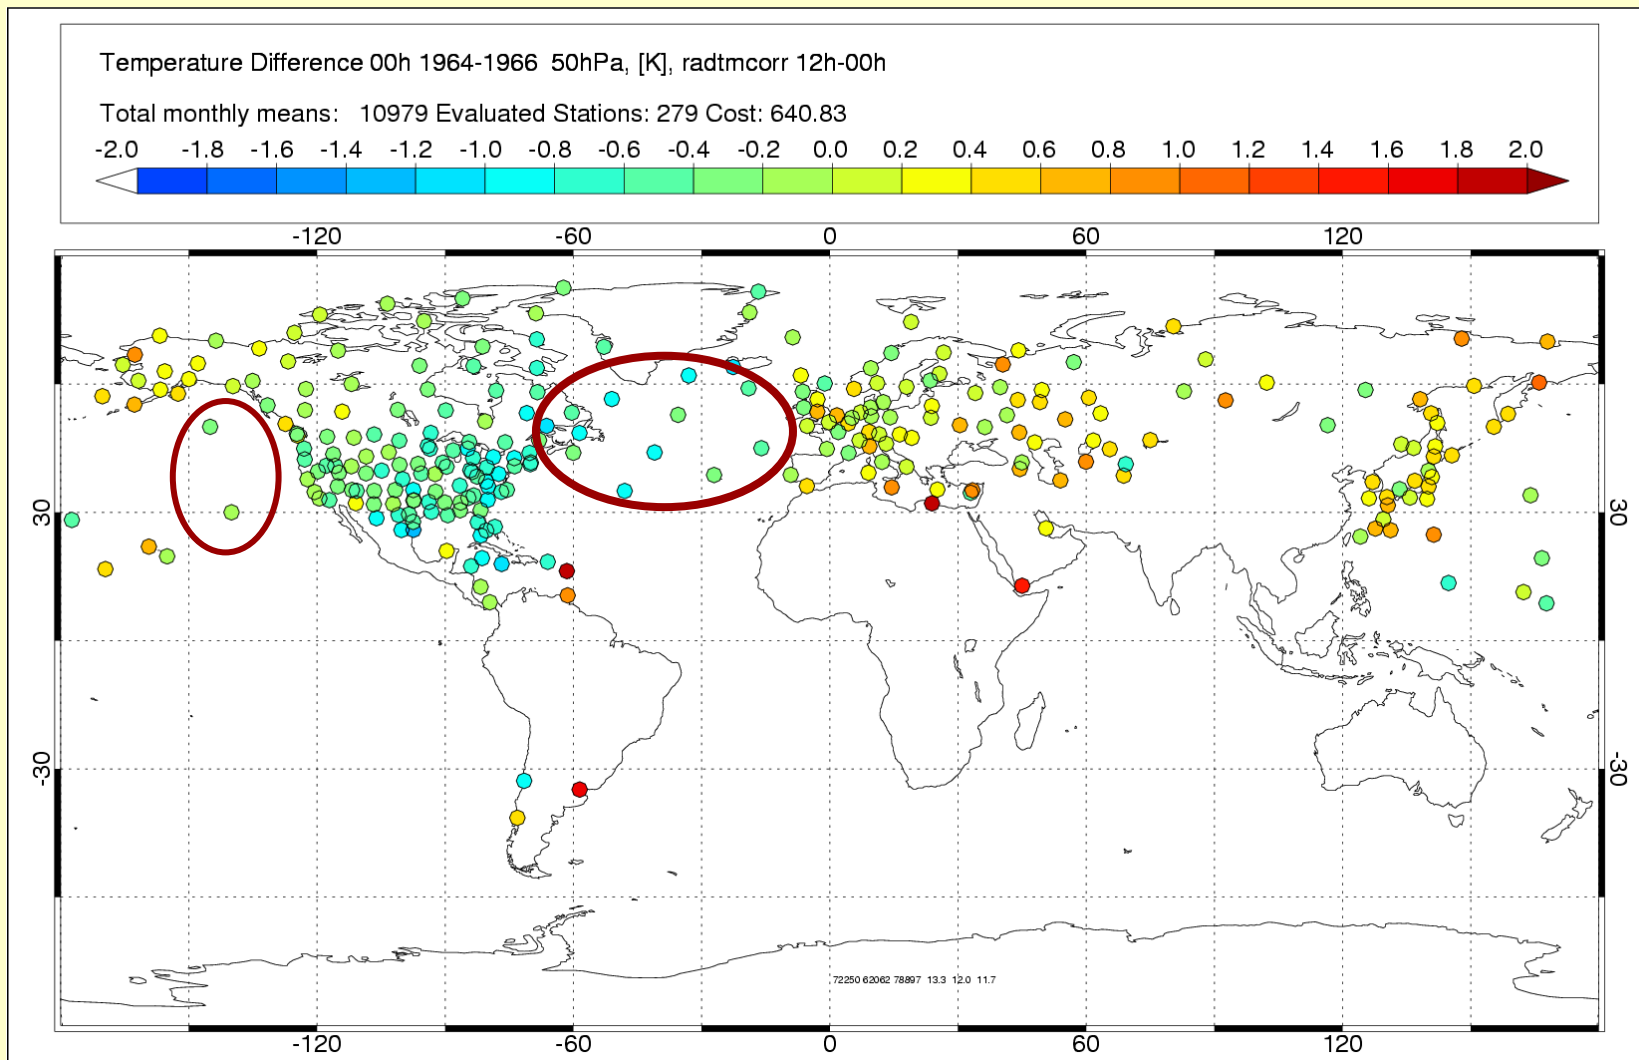 Temperature Difference 00h 1964-1966  50hPa, [K], radtmcorr 12h-00h
Total monthly means:   10979 Evaluated Stations: 279 Cost: 640.83
-2.0 -1.8 -1.6 -1.4 -1.2 -1.0 -0.8 -0.6 -0.4 -0.2 0.0 0.2 0.4 0.6 0.8 1.0 1.2 1.4 1.6 1.8 2.0
-120 -60 0 60 120
30 30
-30 -30
72250 62062 78897  13.3  12.0  11.7
-120 -60 0 60 120